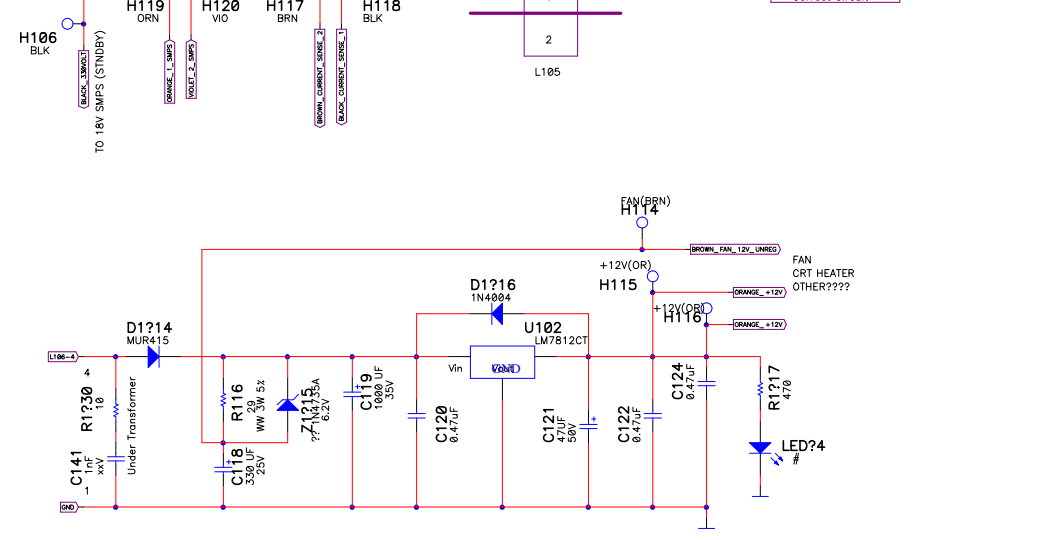 H119
ORN
H120
VIO
H117
BRN
H118
BLK
H106
BLK
BLACK_330VOLT
TO 18V SMPS (STNDBY)
ORANGE_1_SMPS
VIOLET_2_SMPS
BROWN_CURRENT_SENSE_2
BLACK_CURRENT_SENSE_1
2
L105
FAN(BRN)
H114
BROWN_FAN_12V_UNREG
FAN
CRT HEATER
OTHER????
+12V(OR)
H115
ORANGE_+12V
+12V(OR)
H116
ORANGE_+12V
D1?16
1N4004
U102
LM7812CT
Vin
Vout
GND
D1?14
MUR415
L106-4
4
R1?30
10
Under Transformer
C141
1nF
xxV
1
GND
R116
29
WW 3W 5%
Z1?15
?? 1N4735A
6.2V
C118
330 UF
25V
C119
1000 UF
35V
C120
0.47uF
C121
47UF
50V
C122
0.47uF
C124
0.47uF
R1?17
470
LED?4
#